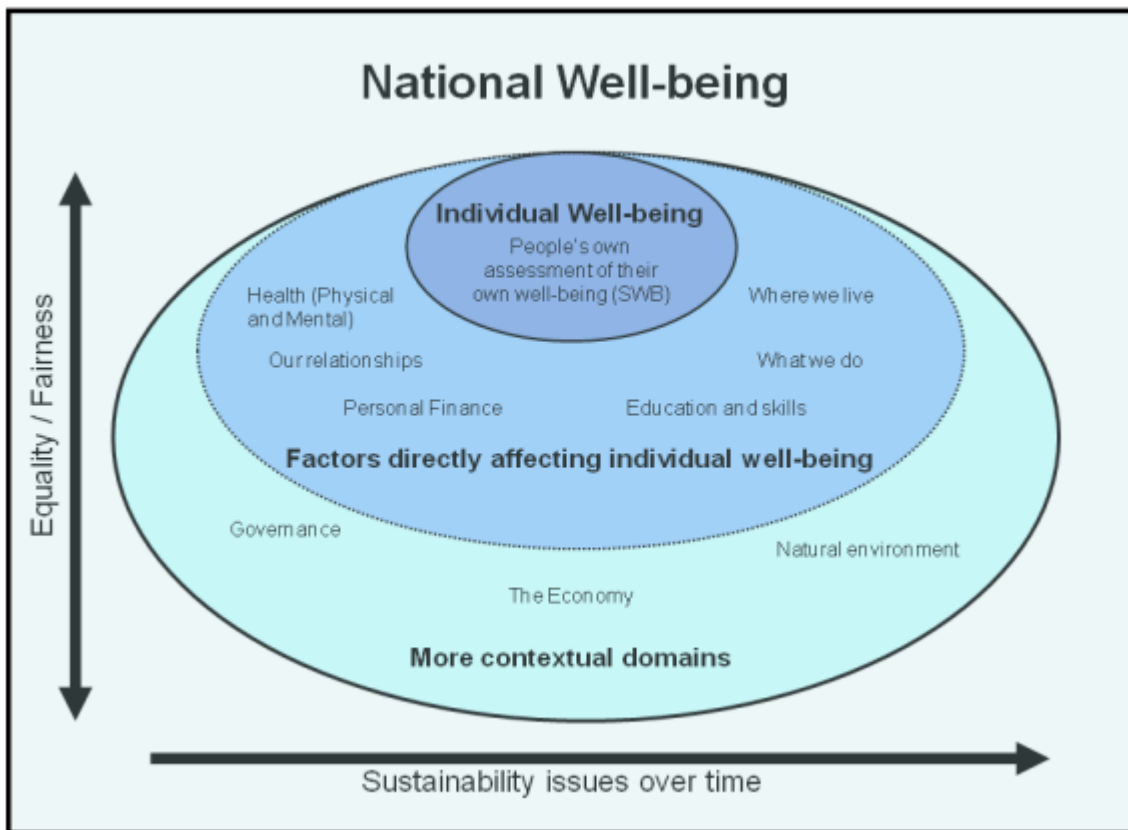 National Well-being
Individual Well-being
People's own
assessment of their
own well-being (SWB)
Health (Physical
and Mental)
Where we live
Our relationships
What we do
Personal Finance
Education and skills
Factors directly affecting individual well-being
Governance
Natural environment
The Economy
More contextual domains
Equality / Fairness
Sustainability issues over time